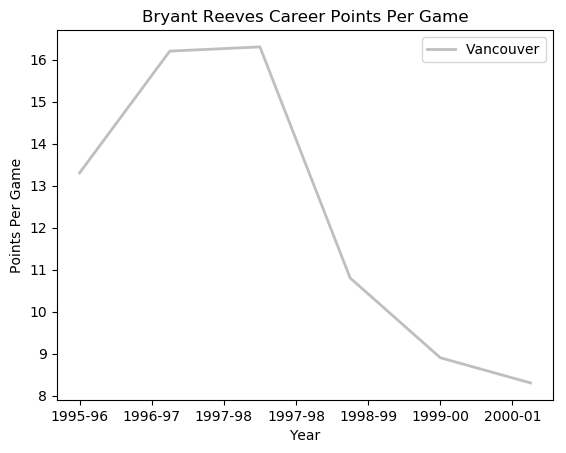 Bryant Reeves Career Points Per Game
Vancouver
Points Per Game
16
15
14
13
12
11
10
9
8
1995-96 1996-97 1997-98 1997-98 1998-99 1999-00 2000-01
Year